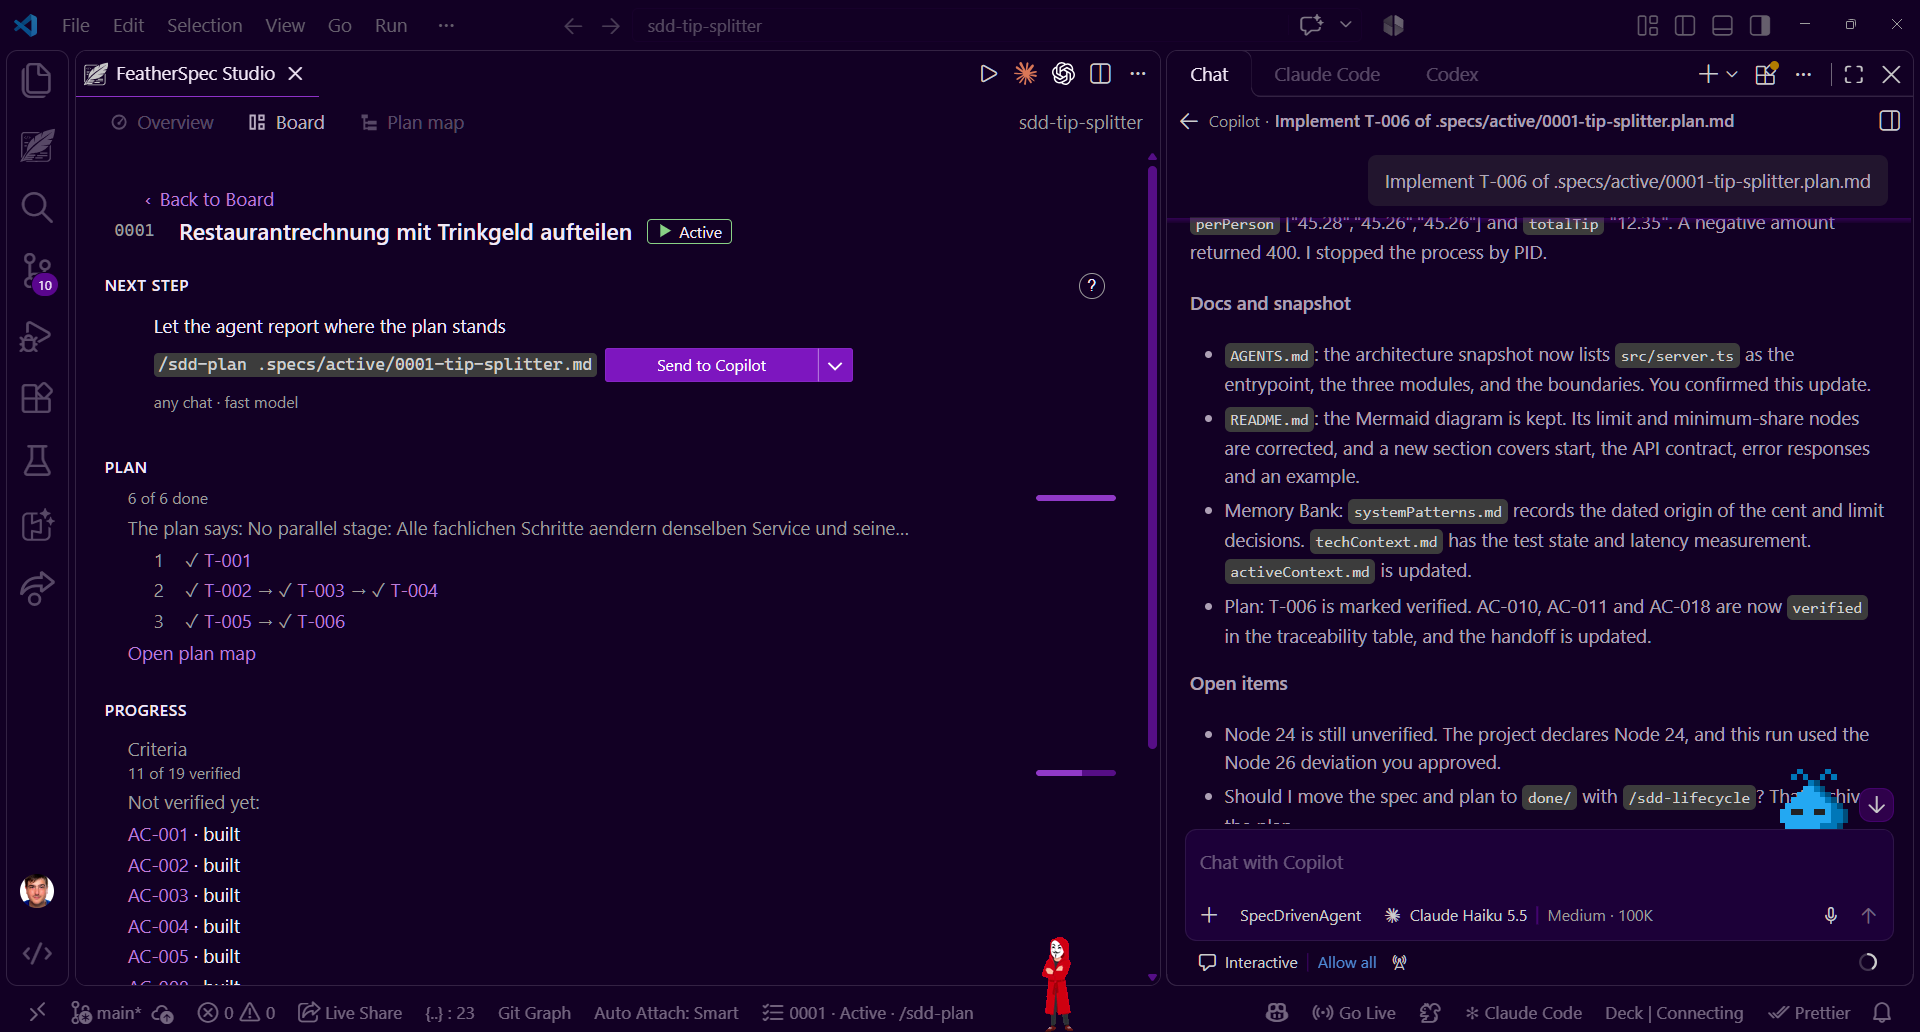 File Edit Selection View Go Run ···
sdd-tip-splitter
FeatherSpec Studio
Overview Board Plan map
sdd-tip-splitter
‹ Back to Board
0001 Restaurantrechnung mit Trinkgeld aufteilen Active
NEXT STEP
?
Let the agent report where the plan stands
/sdd-plan .specs/active/0001-tip-splitter.md Send to Copilot
any chat · fast model
PLAN
6 of 6 done
The plan says: No parallel stage: Alle fachlichen Schritte aendern denselben Service und seine...
1 ✓ T-001
2 ✓ T-002 → ✓ T-003 → ✓ T-004
3 ✓ T-005 → ✓ T-006
Open plan map
PROGRESS
Criteria
11 of 19 verified
Not verified yet:
AC-001 · built
AC-002 · built
AC-003 · built
AC-004 · built
AC-005 · built
10
Chat Claude Code Codex
Copilot · Implement T-006 of .specs/active/0001-tip-splitter.plan.md
Implement T-006 of .specs/active/0001-tip-splitter.plan.md
perPerson ["45.28","45.26","45.26"] and totalTip "12.35". A negative amount
returned 400. I stopped the process by PID.
Docs and snapshot
• AGENTS.md: the architecture snapshot now lists src/server.ts as the
entrypoint, the three modules, and the boundaries. You confirmed this update.
• README.md: the Mermaid diagram is kept. Its limit and minimum-share nodes
are corrected, and a new section covers start, the API contract, error responses
and an example.
• Memory Bank: systemPatterns.md records the dated origin of the cent and limit
decisions. techContext.md has the test state and latency measurement.
activeContext.md is updated.
• Plan: T-006 is marked verified. AC-010, AC-011 and AC-018 are now verified
in the traceability table, and the handoff is updated.
Open items
• Node 24 is still unverified. The project declares Node 24, and this run used the
Node 26 deviation you approved.
• Should I move the spec and plan to done/ with /sdd-lifecycle?
Chat with Copilot
SpecDrivenAgent Claude Haiku 5.5 Medium · 100K
Interactive Allow all
main* 0 0 Live Share {..} : 23 Git Graph Auto Attach: Smart 0001 · Active · /sdd-plan Go Live Claude Code Deck | Connecting Prettier